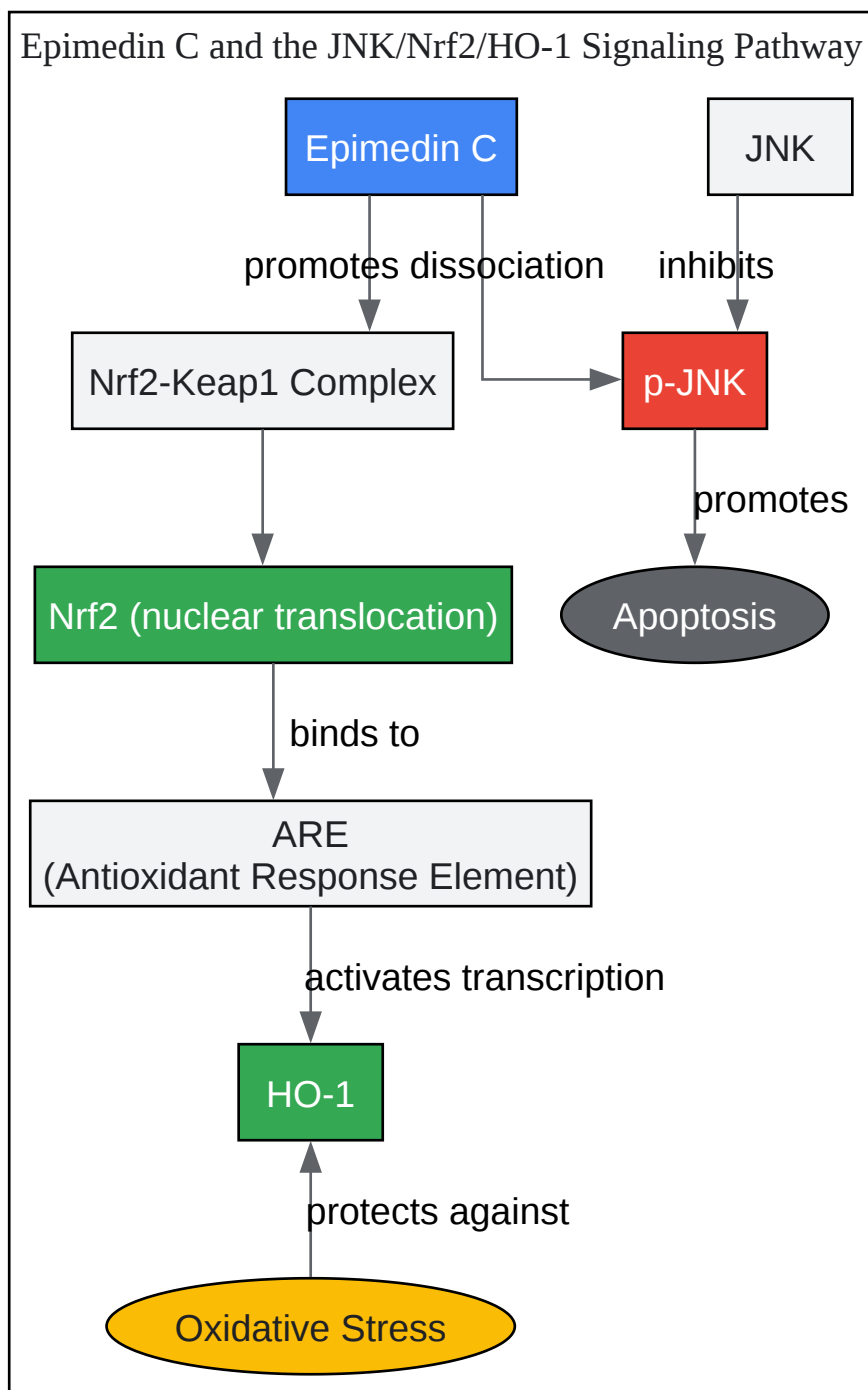 Epimedin C and the JNK/Nrf2/HO-1 Signaling Pathway
Epimedin C
JNK
promotes dissociation
inhibits
Nrf2-Keap1 Complex
p-JNK
promotes
Nrf2 (nuclear translocation)
Apoptosis
binds to
ARE
(Antioxidant Response Element)
activates transcription
HO-1
protects against
Oxidative Stress